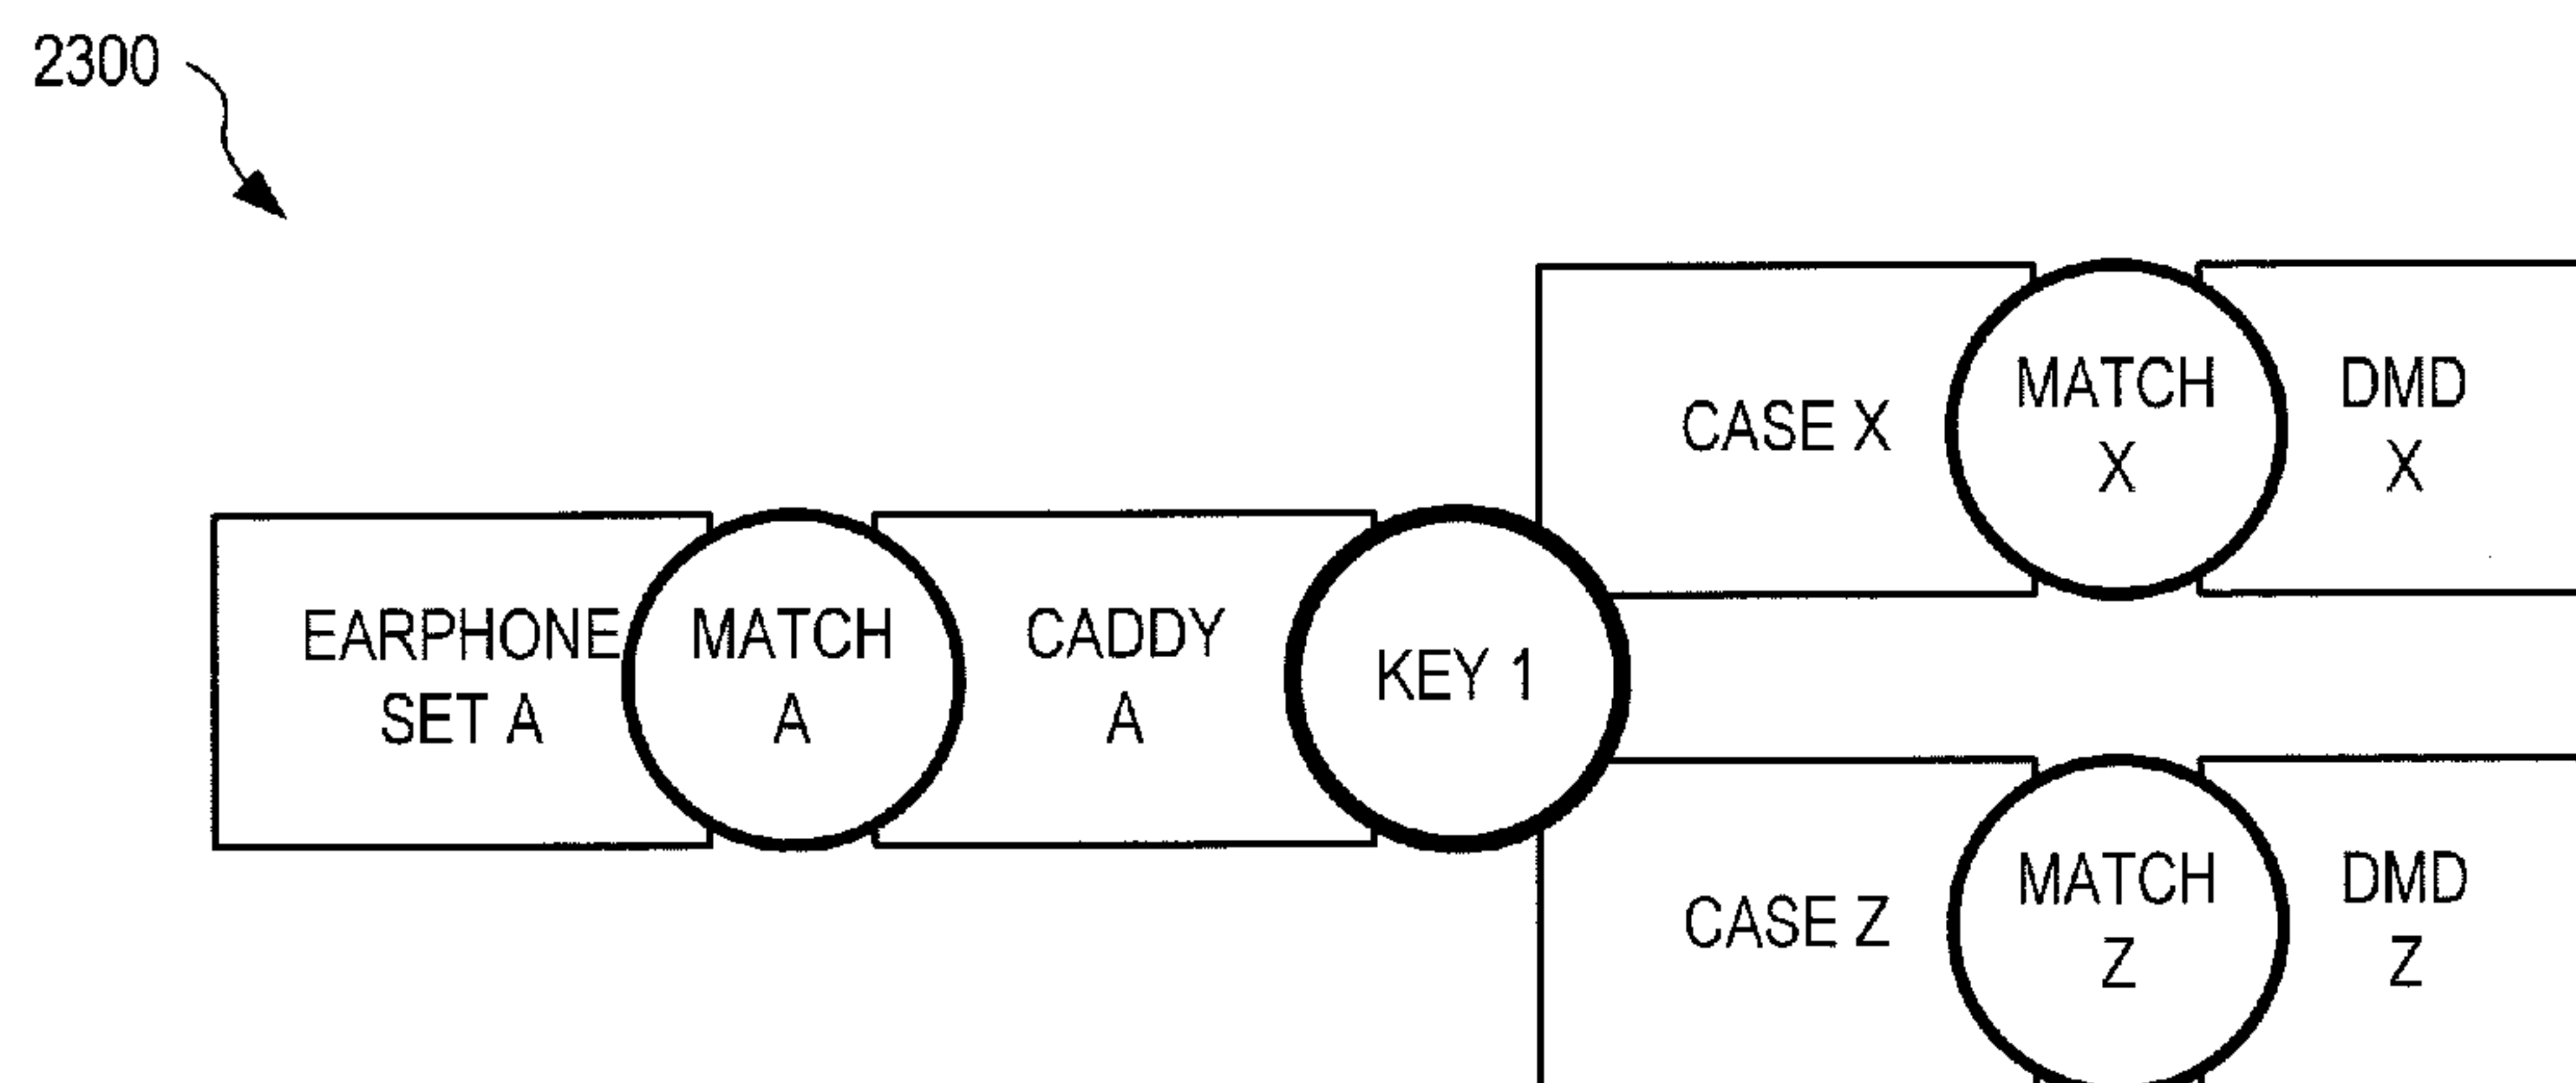 2300
EARPHONE
SET A
MATCH
A
CADDY
A
KEY 1
CASE X
MATCH
X
DMD
X
CASE Z
MATCH
Z
DMD
Z